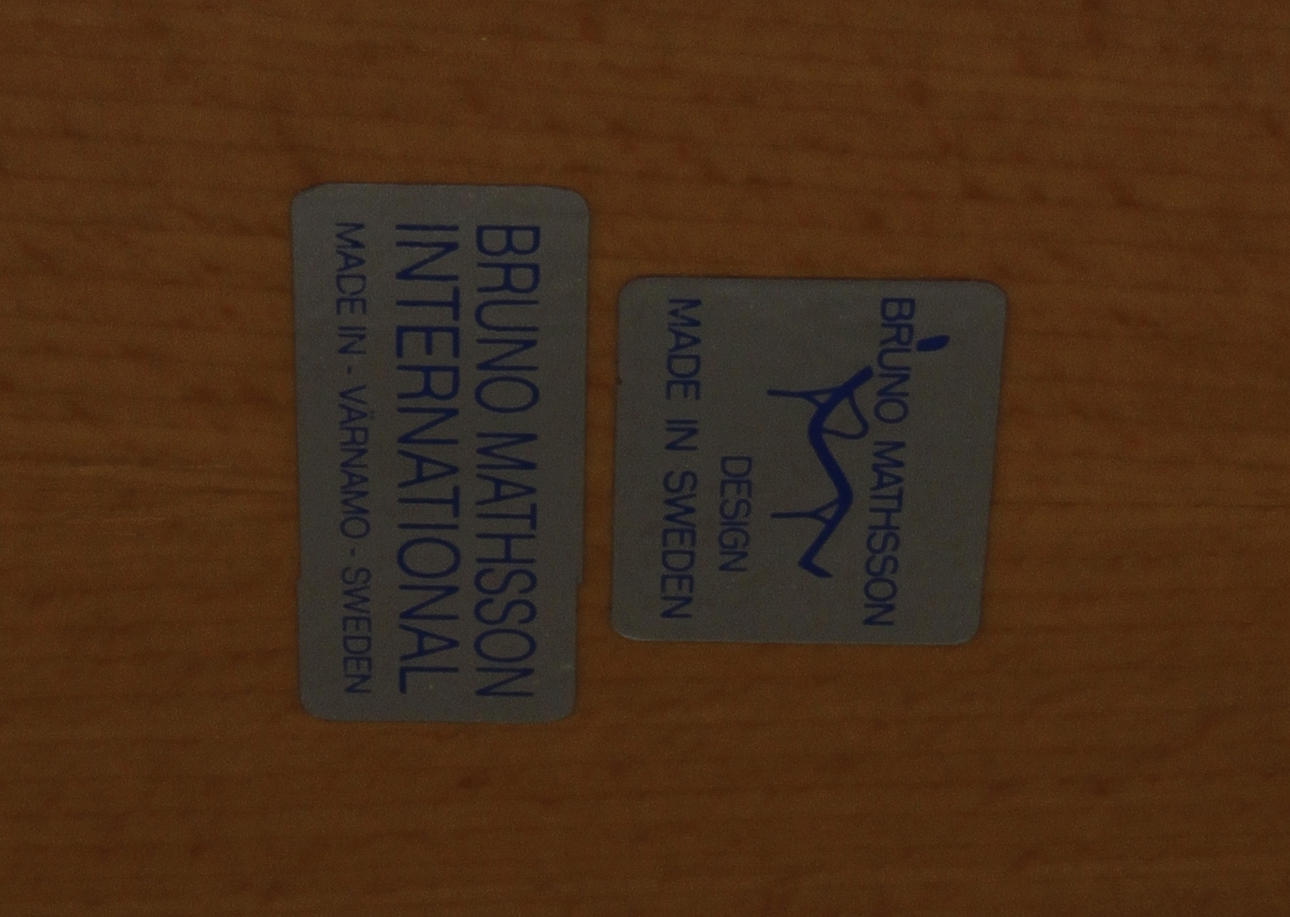 BRUNO MATHSSON
INTERNATIONAL
MADE IN - VÄRNAMO - SWEDEN
BRUNO MATHSSON
DESIGN
MADE IN SWEDEN